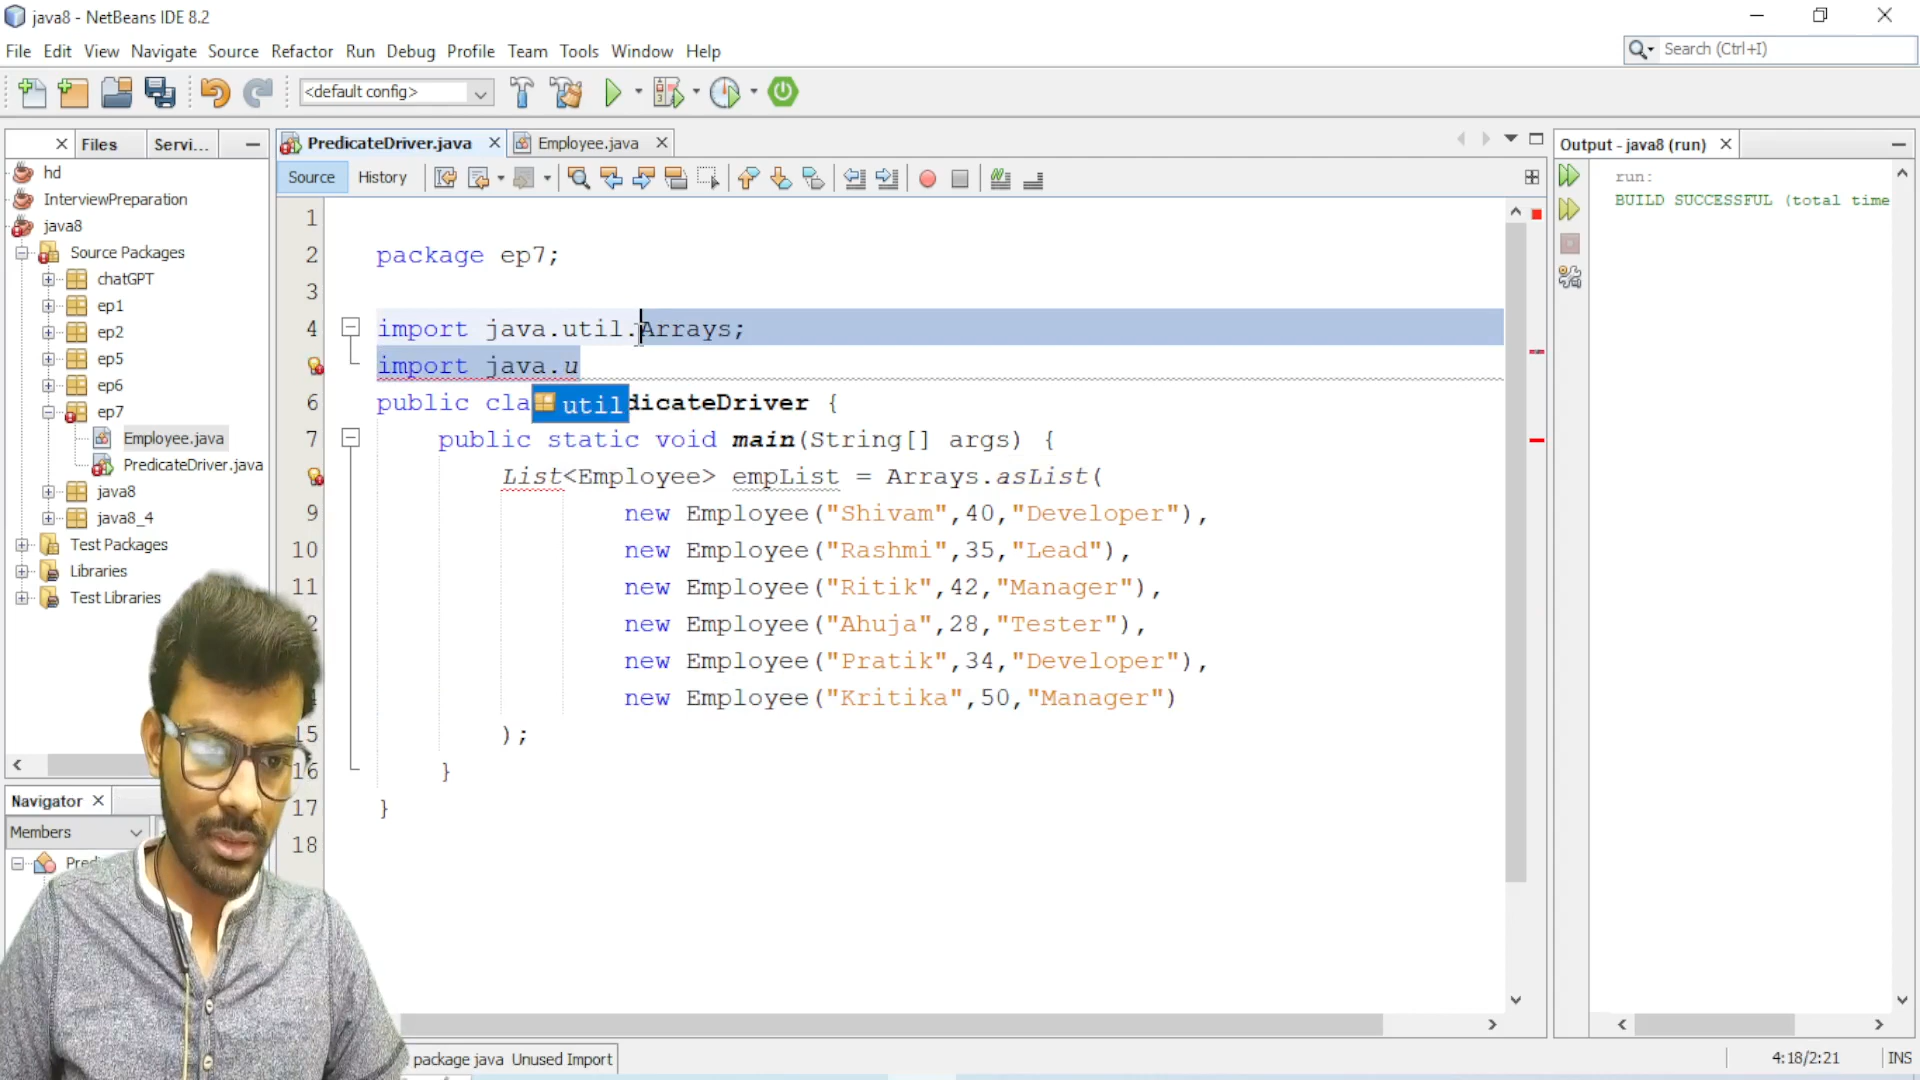 java8 - NetBeans IDE 8.2
File Edit View Navigate Source Refactor Run Debug Profile Team Tools Window Help
Search (Ctrl+I)
<default config>
Files Servi...
PredicateDriver.java Employee.java
Output - java8 (run)
Source History
hd
InterviewPreparation
java8
Source Packages
chatGPT
ep1
ep2
ep5
ep6
ep7
Employee.java
PredicateDriver.java
java8
java8_4
Test Packages
Libraries
Test Libraries
Navigator
Members
1
2 package ep7;
3
4 import java.util.Arrays;
import java.u
util
6 public cla dicateDriver {
7 public static void main(String[] args) {
List<Employee> empList = Arrays.asList(
9 new Employee("Shivam",40,"Developer"),
10 new Employee("Rashmi",35,"Lead"),
11 new Employee("Ritik",42,"Manager"),
2 new Employee("Ahuja",28,"Tester"),
new Employee("Pratik",34,"Developer"),
new Employee("Kritika",50,"Manager")
15 );
16 }
17 }
18
run:
BUILD SUCCESSFUL (total time
package java Unused Import
4:18/2:21 INS